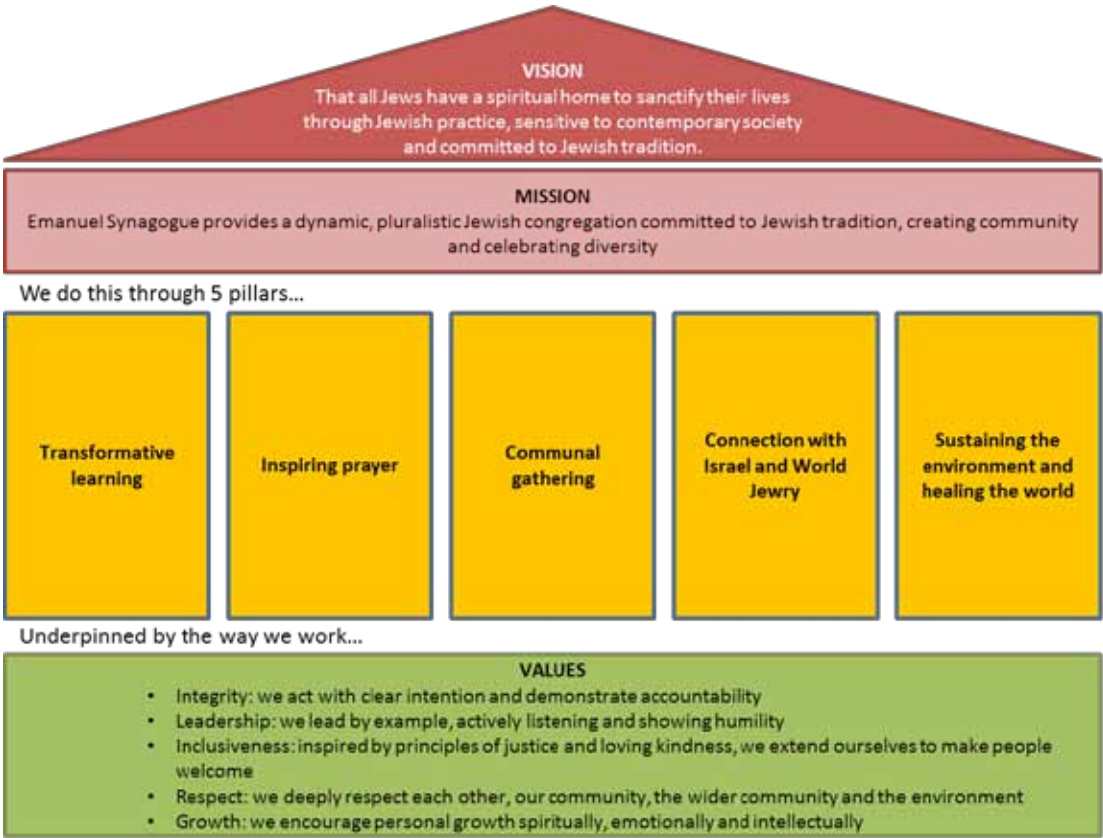 VISION
That all Jews have a spiritual home to sanctify their lives
through Jewish practice, sensitive to contemporary society
and committed to Jewish tradition.
MISSION
Emanuel Synagogue provides a dynamic, pluralistic Jewish congregation committed to Jewish tradition, creating community
and celebrating diversity
We do this through 5 pillars...
Transformative
learning
Inspiring prayer
Communal
gathering
Connection with
Israel and World
Jewry
Sustaining the
environment and
healing the world
Underpinned by the way we work...
VALUES
• Integrity: we act with clear intention and demonstrate accountability
• Leadership: we lead by example, actively listening and showing humility
• Inclusiveness: inspired by principles of justice and loving kindness, we extend ourselves to make people
welcome
• Respect: we deeply respect each other, our community, the wider community and the environment
• Growth: we encourage personal growth spiritually, emotionally and intellectually